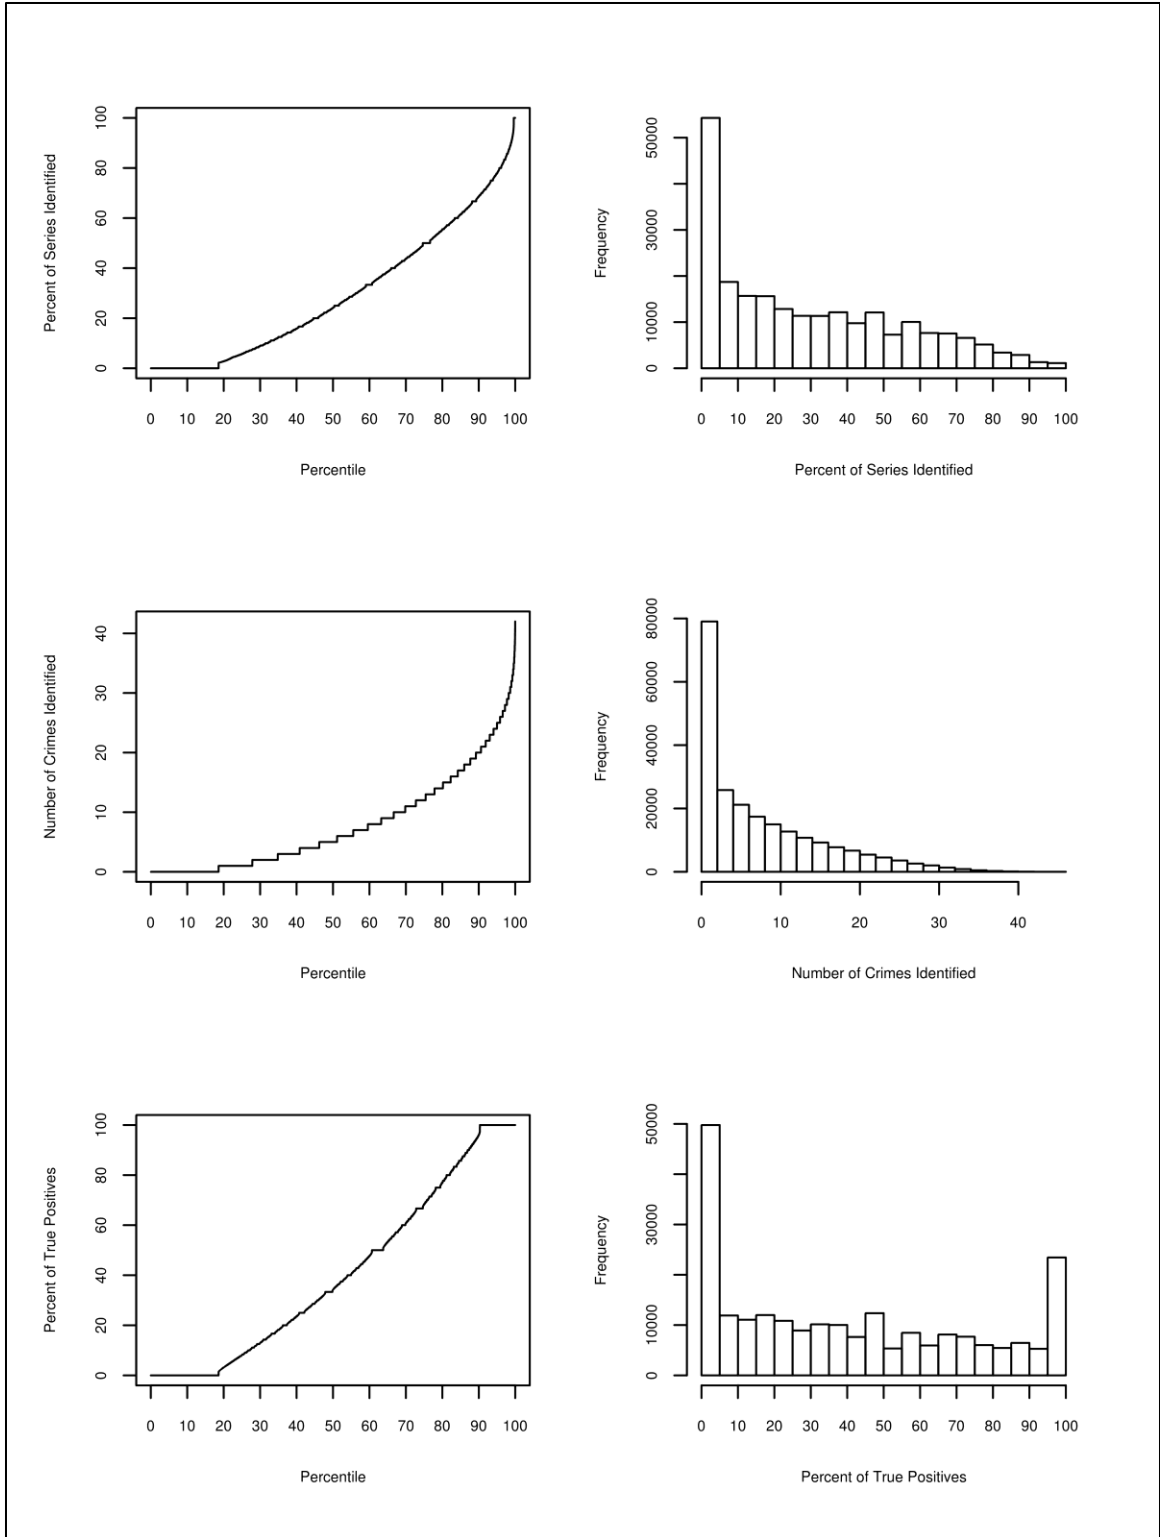 Percent of Series Identified
0 20 40 60 80 100
0 10 20 30 40 50 60 70 80 90 100
Percentile
Frequency
0 10000 30000 50000
0 10 20 30 40 50 60 70 80 90 100
Percent of Series Identified
Number of Crimes Identified
0 10 20 30 40
0 10 20 30 40 50 60 70 80 90 100
Percentile
Frequency
0 20000 40000 60000 80000
0 10 20 30 40
Number of Crimes Identified
Percent of True Positives
0 20 40 60 80 100
0 10 20 30 40 50 60 70 80 90 100
Percentile
Frequency
0 10000 30000 50000
0 10 20 30 40 50 60 70 80 90 100
Percent of True Positives